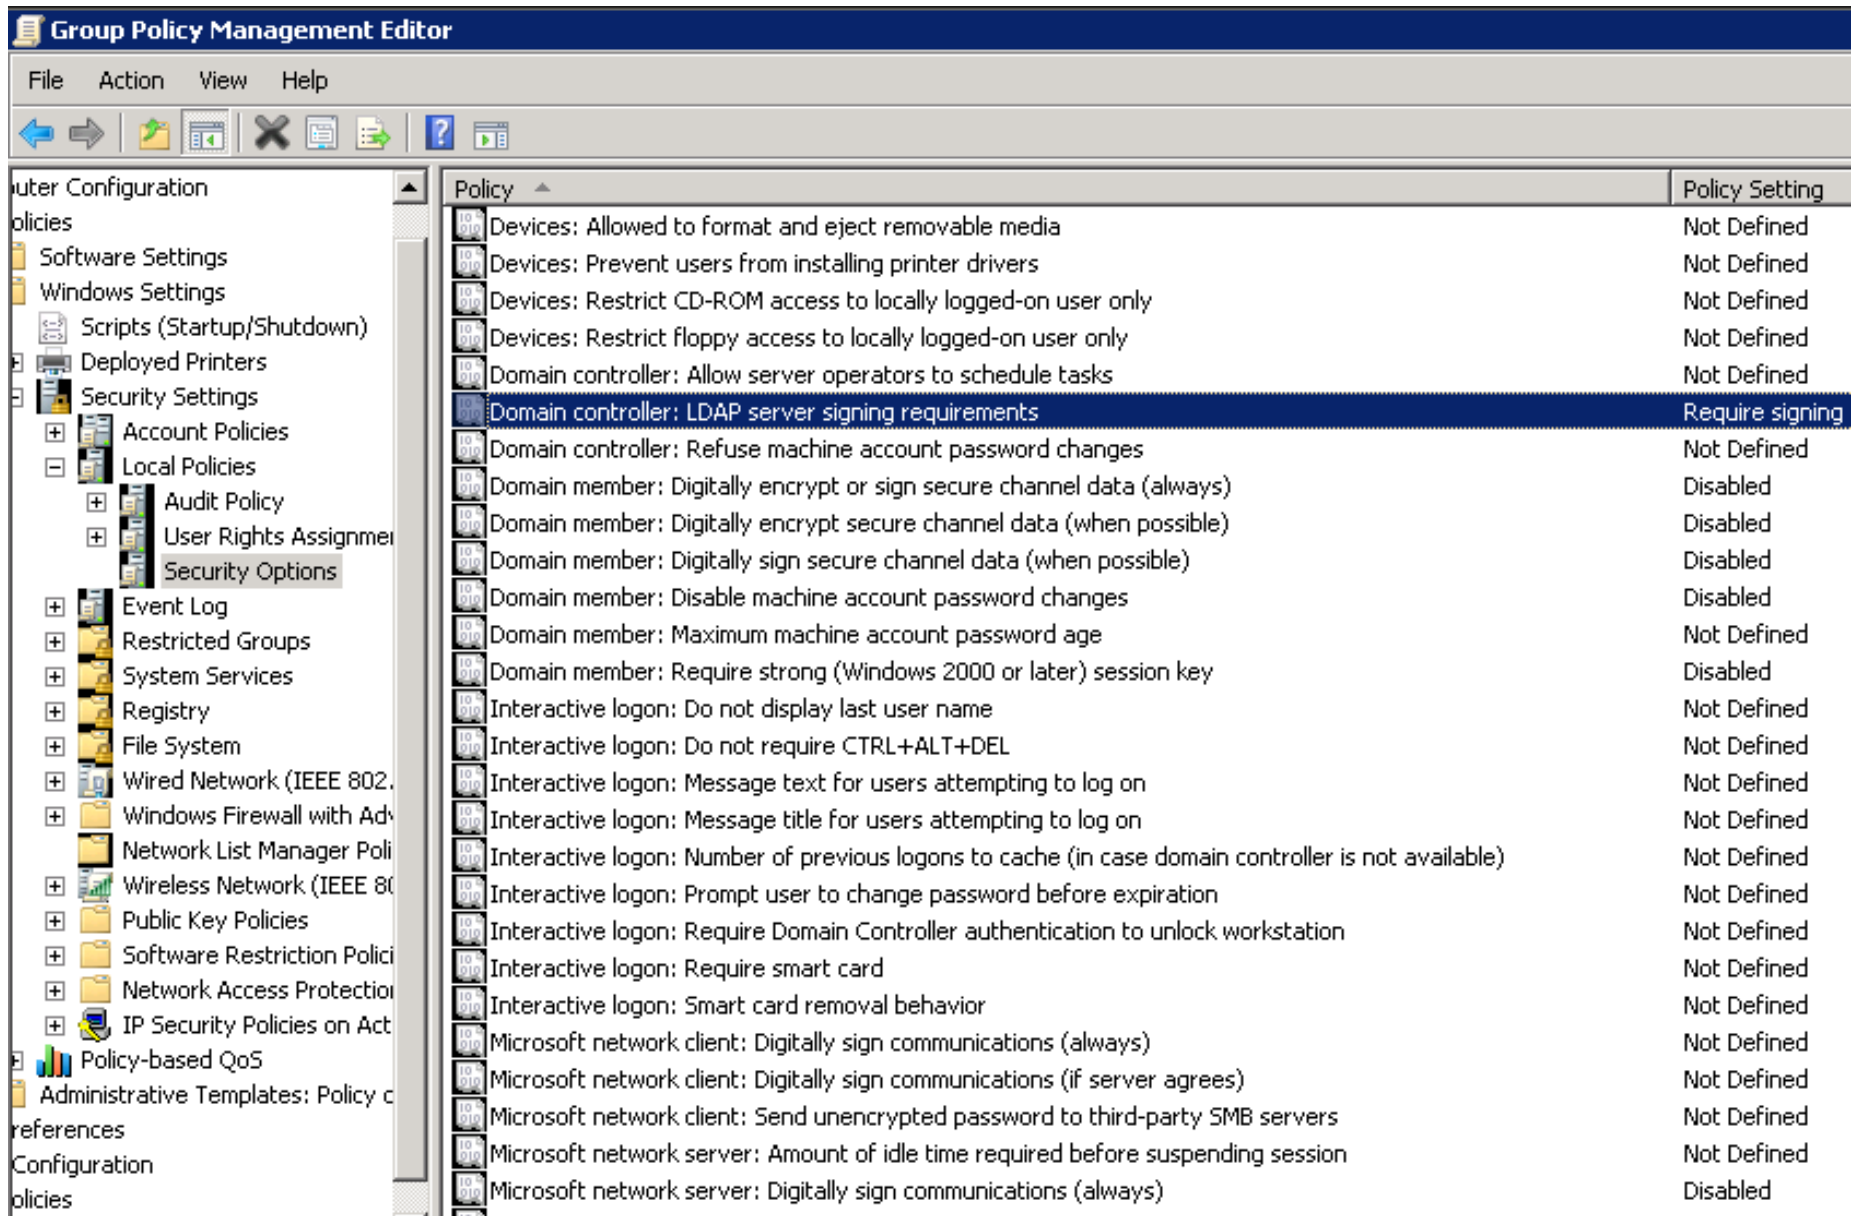 Group Policy Management Editor
File Action View Help
uter Configuration
olicies
Software Settings
Windows Settings
Scripts (Startup/Shutdown)
Deployed Printers
Security Settings
Account Policies
Local Policies
Audit Policy
User Rights Assignmen
Security Options
Event Log
Restricted Groups
System Services
Registry
File System
Wired Network (IEEE 802.
Windows Firewall with Adv
Network List Manager Poli
Wireless Network (IEEE 80
Public Key Policies
Software Restriction Polici
Network Access Protection
IP Security Policies on Act
Policy-based QoS
Administrative Templates: Policy d
references
Configuration
olicies
Policy Policy Setting
Devices: Allowed to format and eject removable media Not Defined
Devices: Prevent users from installing printer drivers Not Defined
Devices: Restrict CD-ROM access to locally logged-on user only Not Defined
Devices: Restrict floppy access to locally logged-on user only Not Defined
Domain controller: Allow server operators to schedule tasks Not Defined
Domain controller: LDAP server signing requirements Require signing
Domain controller: Refuse machine account password changes Not Defined
Domain member: Digitally encrypt or sign secure channel data (always) Disabled
Domain member: Digitally encrypt secure channel data (when possible) Disabled
Domain member: Digitally sign secure channel data (when possible) Disabled
Domain member: Disable machine account password changes Disabled
Domain member: Maximum machine account password age Not Defined
Domain member: Require strong (Windows 2000 or later) session key Disabled
Interactive logon: Do not display last user name Not Defined
Interactive logon: Do not require CTRL+ALT+DEL Not Defined
Interactive logon: Message text for users attempting to log on Not Defined
Interactive logon: Message title for users attempting to log on Not Defined
Interactive logon: Number of previous logons to cache (in case domain controller is not available) Not Defined
Interactive logon: Prompt user to change password before expiration Not Defined
Interactive logon: Require Domain Controller authentication to unlock workstation Not Defined
Interactive logon: Require smart card Not Defined
Interactive logon: Smart card removal behavior Not Defined
Microsoft network client: Digitally sign communications (always) Not Defined
Microsoft network client: Digitally sign communications (if server agrees) Not Defined
Microsoft network client: Send unencrypted password to third-party SMB servers Not Defined
Microsoft network server: Amount of idle time required before suspending session Not Defined
Microsoft network server: Digitally sign communications (always) Disabled